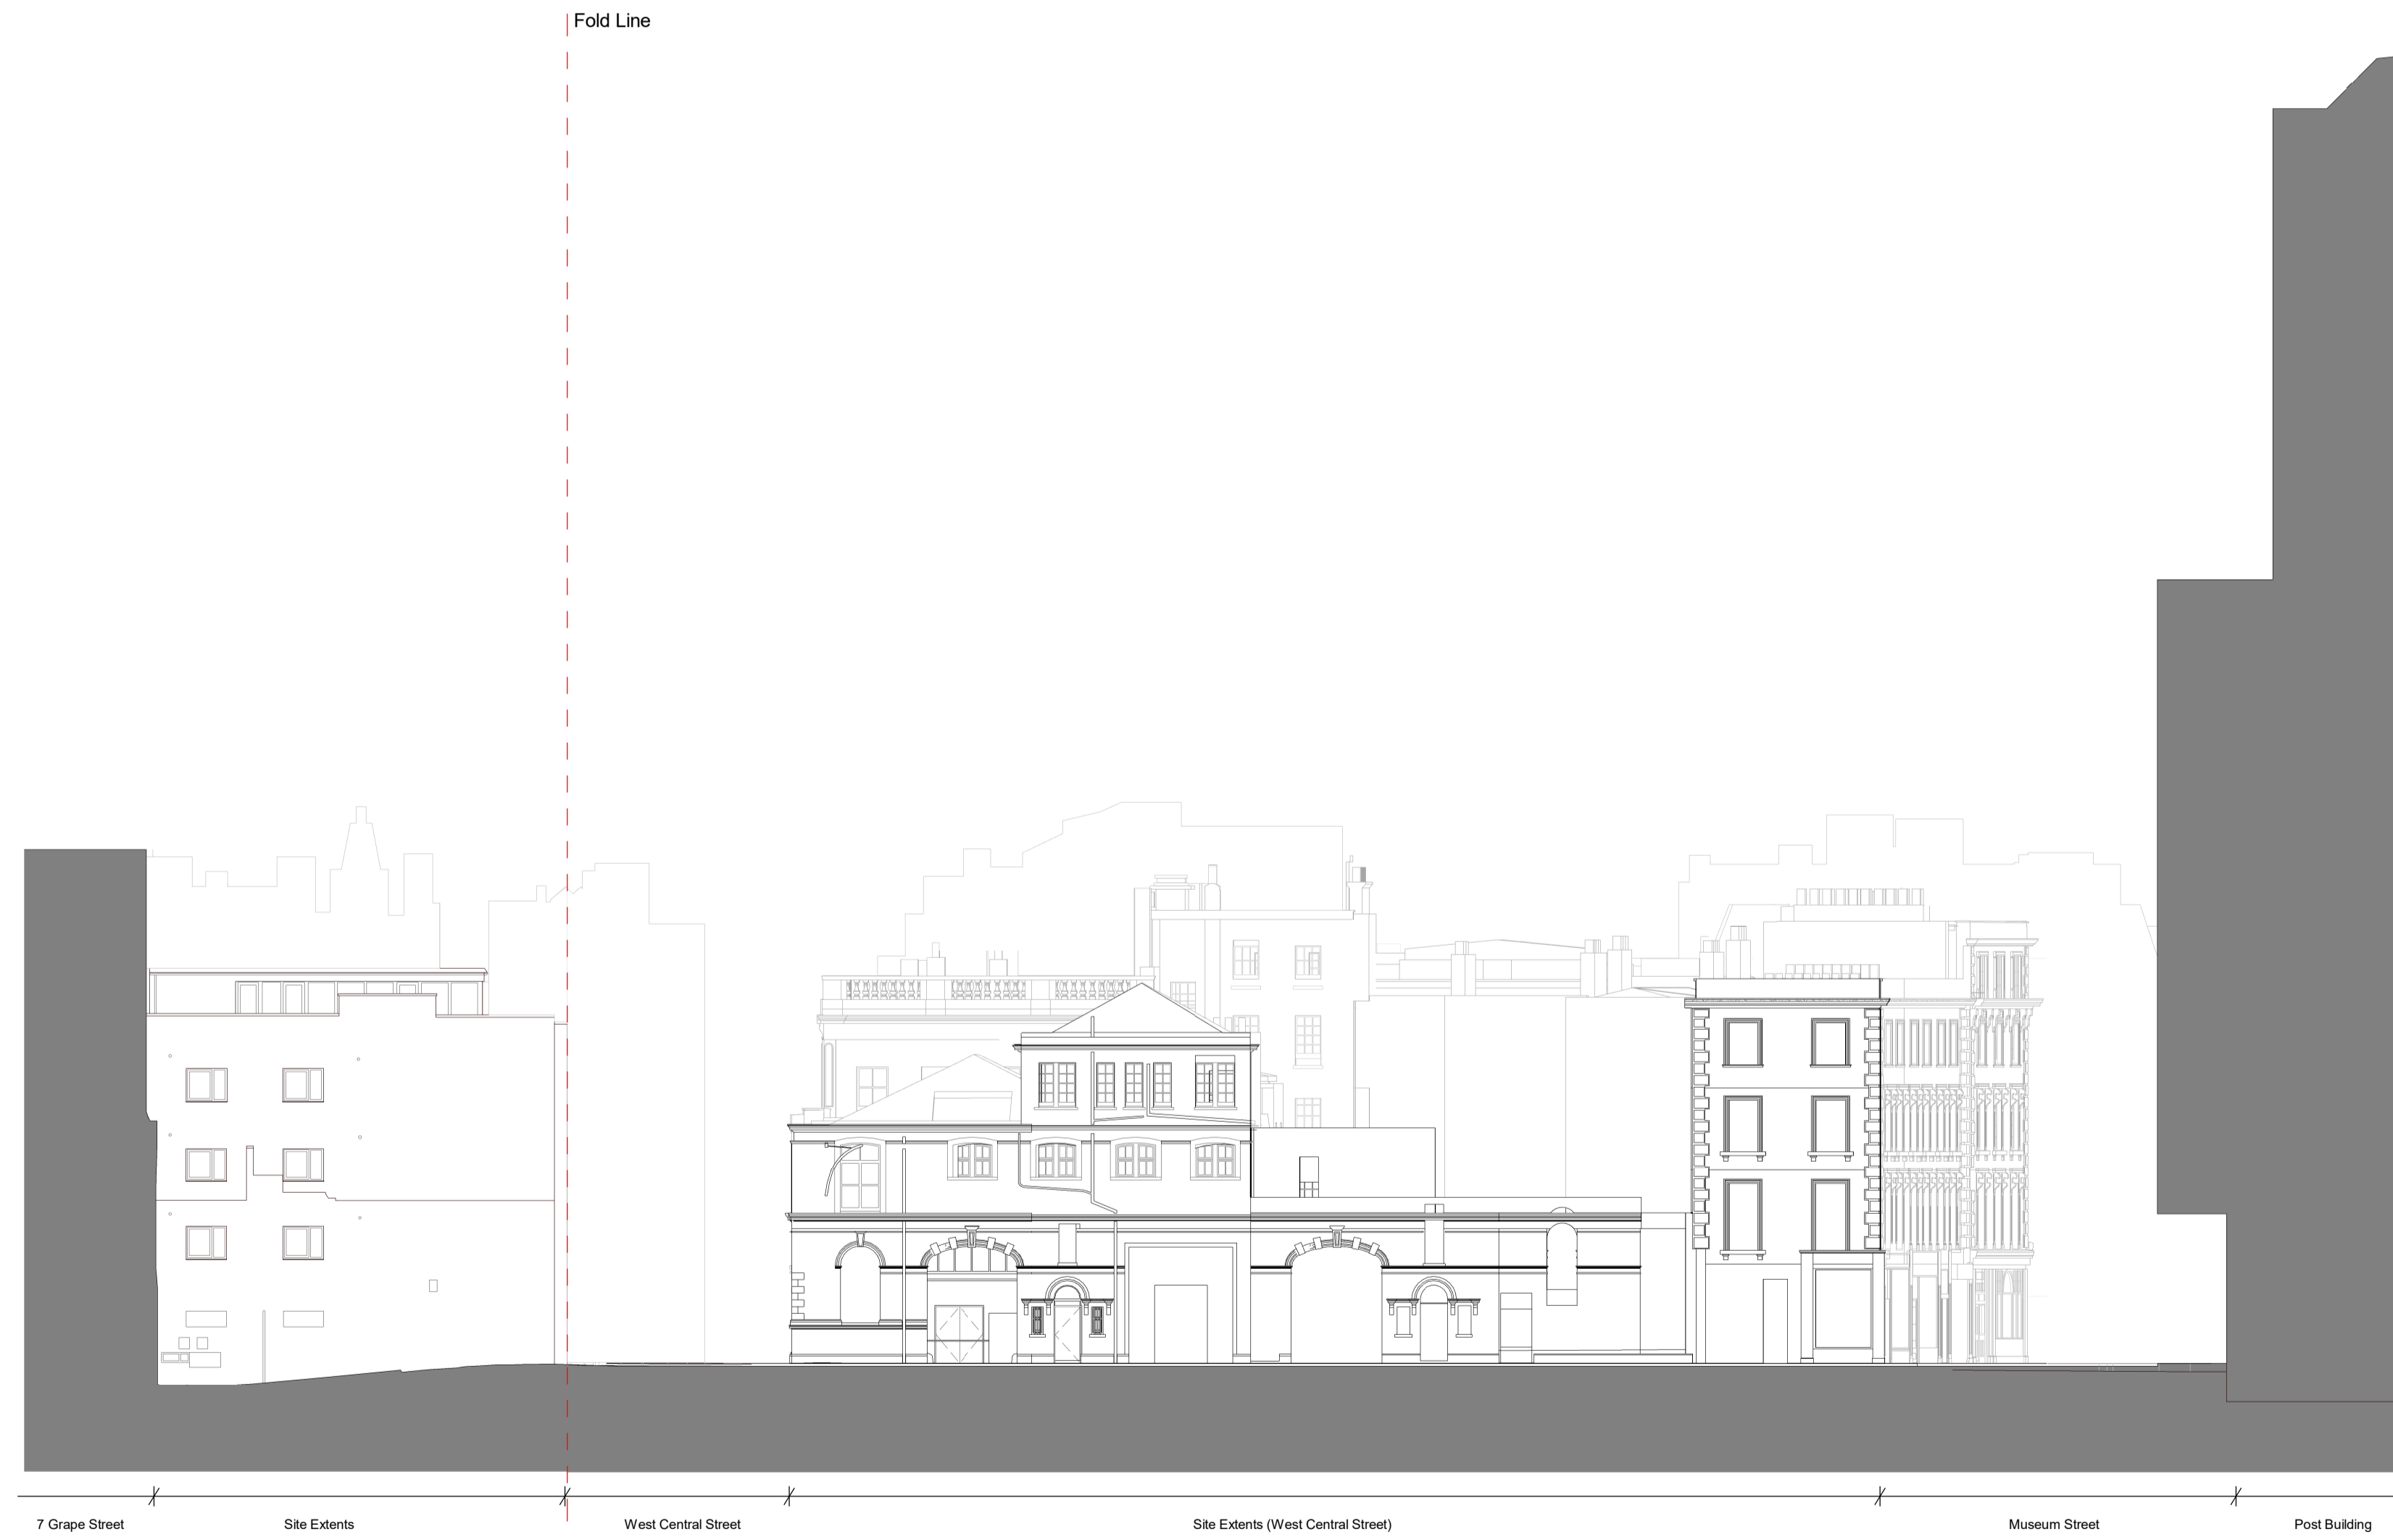 Fold Line
7 Grape Street
Site Extents
West Central Street
Site Extents (West Central Street)
Museum Street
Post Building